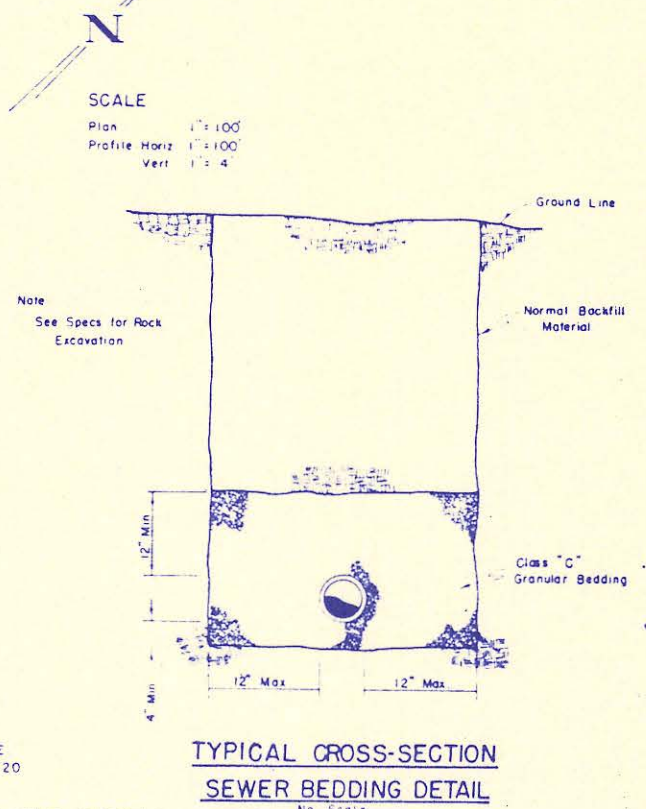 N
SCALE
Plan 1" = 100'
Profile Horiz 1" = 100'
Vert 1" = 4'
Ground Line
Note
See Specs for Rock
Excavation
Normal Backfill
Material
12" Min
Class "C"
Granular Bedding
4" Min
12" Max
12" Max
E
20
TYPICAL CROSS-SECTION
SEWER BEDDING DETAIL
No Scale